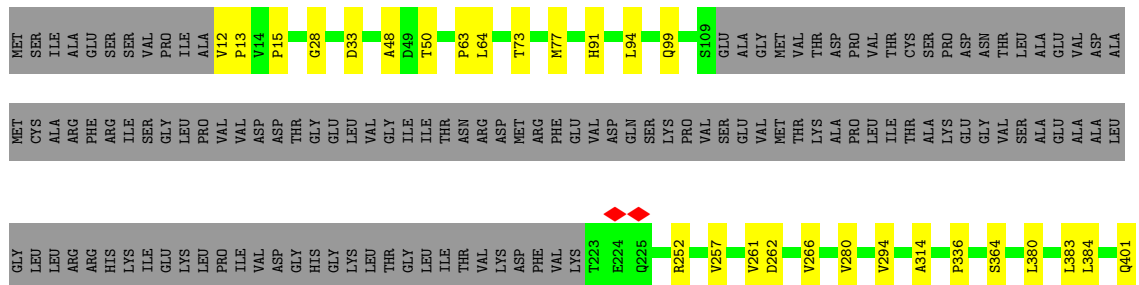 MET SER ILE ALA GLU SER SER VAL PRO ILE ALA V12 P13 V14 P15 G28 D33 A48 D49 T50 P63 L64 T73 M77 H91 L94 Q99 S109 GLU ALA GLY MET VAL THR ASP PRO VAL THR CYS SER PRO ASP ASN THR LEU ALA GLU VAL ASP ALA
MET CYS ALA ARG PHE ARG ILE SER GLY LEU PRO VAL VAL ASP ASP THR GLY GLU LEU VAL GLY ILE ILE THR ASN ARG ASP MET ARG PHE GLU VAL ASP GLN SER LYS PRO VAL SER GLU VAL MET THR LYS ALA PRO LEU ILE THR ALA LYS GLU GLY VAL SER ALA GLU ALA ALA LEU
GLY LEU LEU ARG ARG HIS LYS ILE GLU LYS LEU PRO ILE VAL ASP GLY HIS GLY LYS LEU THR GLY LEU ILE THR VAL LYS ASP PHE VAL LYS T223 E224 Q225 R252 V257 V261 D262 V266 V280 V294 A314 P336 S364 L380 L383 L384 Q401